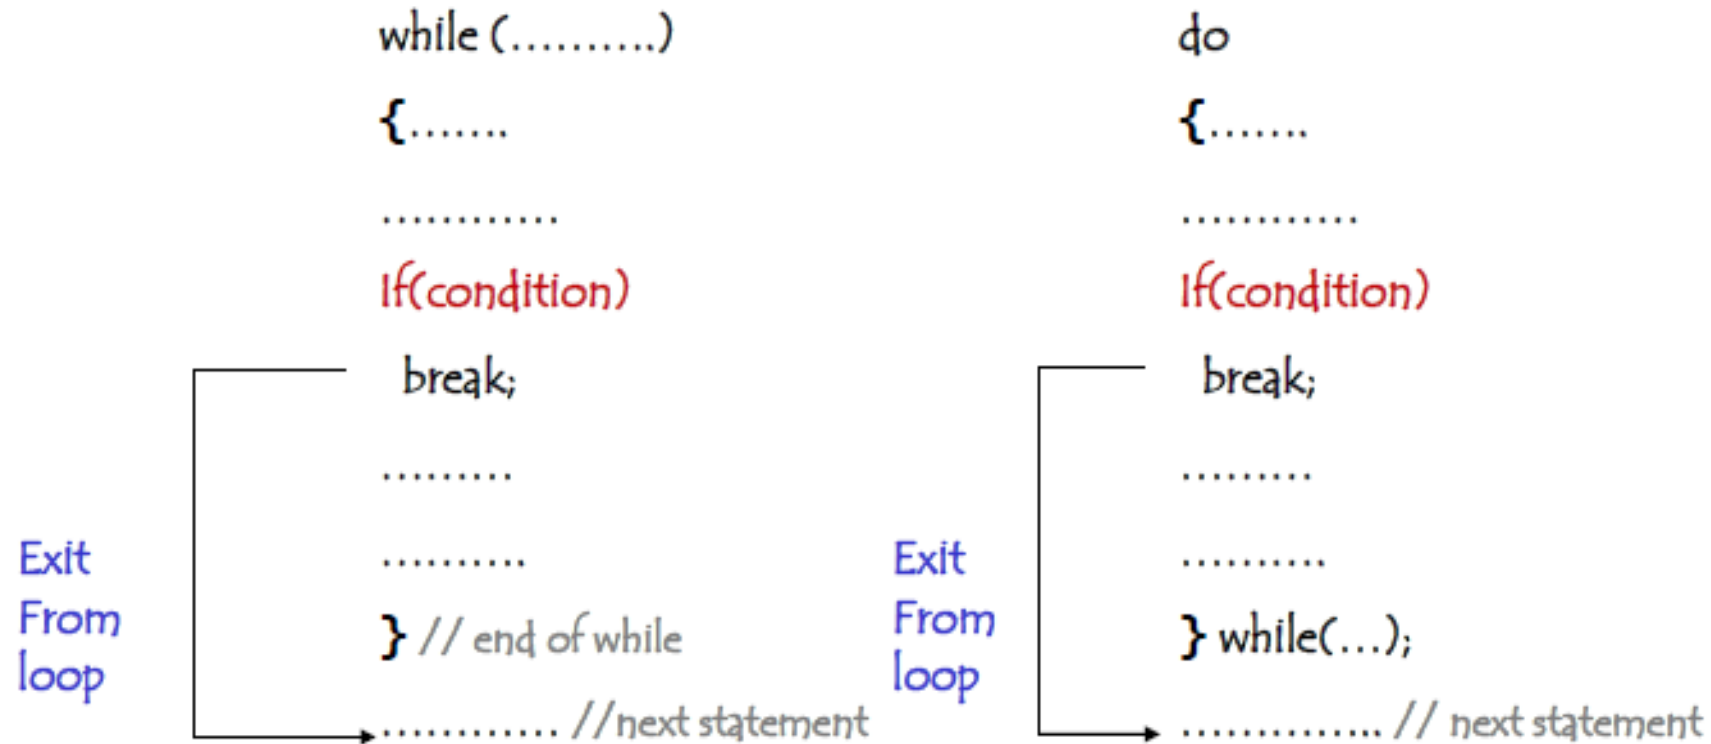 while (..........)
{.......
............
If(condition)
break;
.........
..........
} // end of while
............ //next statement
Exit
From
loop
do
{.......
............
If(condition)
break;
.........
..........
} while(...);
.............. // next statement
Exit
From
loop